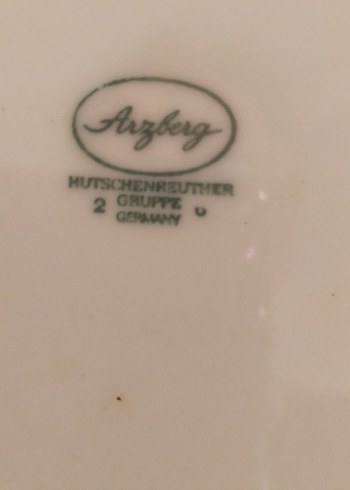 Arzberg
HUTSCHENREUTHER
2 GRUPPE
GERMANY